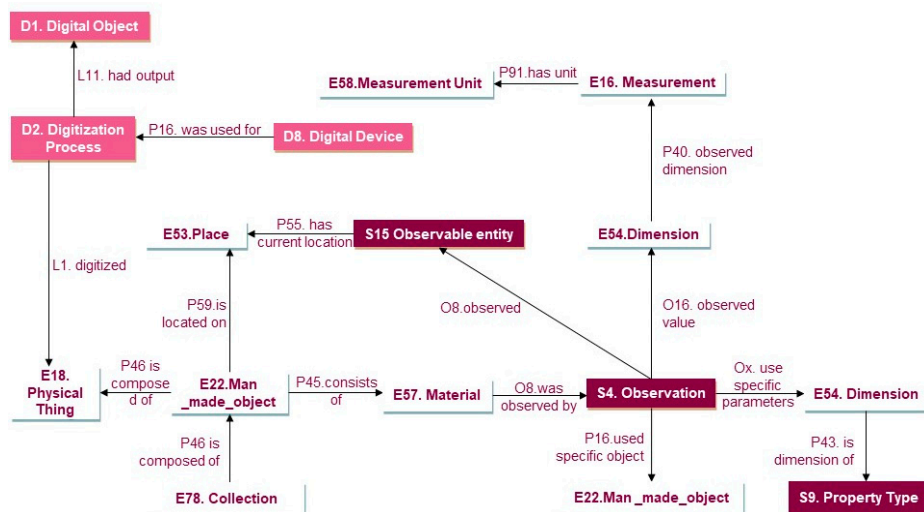 D1. Digital Object
L11. had output
D2. Digitization
Process
P16. was used for
D8. Digital Device
E58.Measurement Unit
P91.has unit
E16. Measurement
P40. observed
dimension
E53.Place
P55. has
current location
S15 Observable entity
E54.Dimension
L1. digitized
P59.is
located on
O8.observed
O16. observed
value
E18.
Physical
Thing
P46 is
compose
d of
E22.Man
_made_object
P45.consists
of
E57. Material
O8.was
observed by
S4. Observation
Ox. use
specific
parameters
E54. Dimension
P46 is
composed of
P16.used
specific object
P43. is
dimension of
E78. Collection
E22.Man _made_object
S9. Property Type